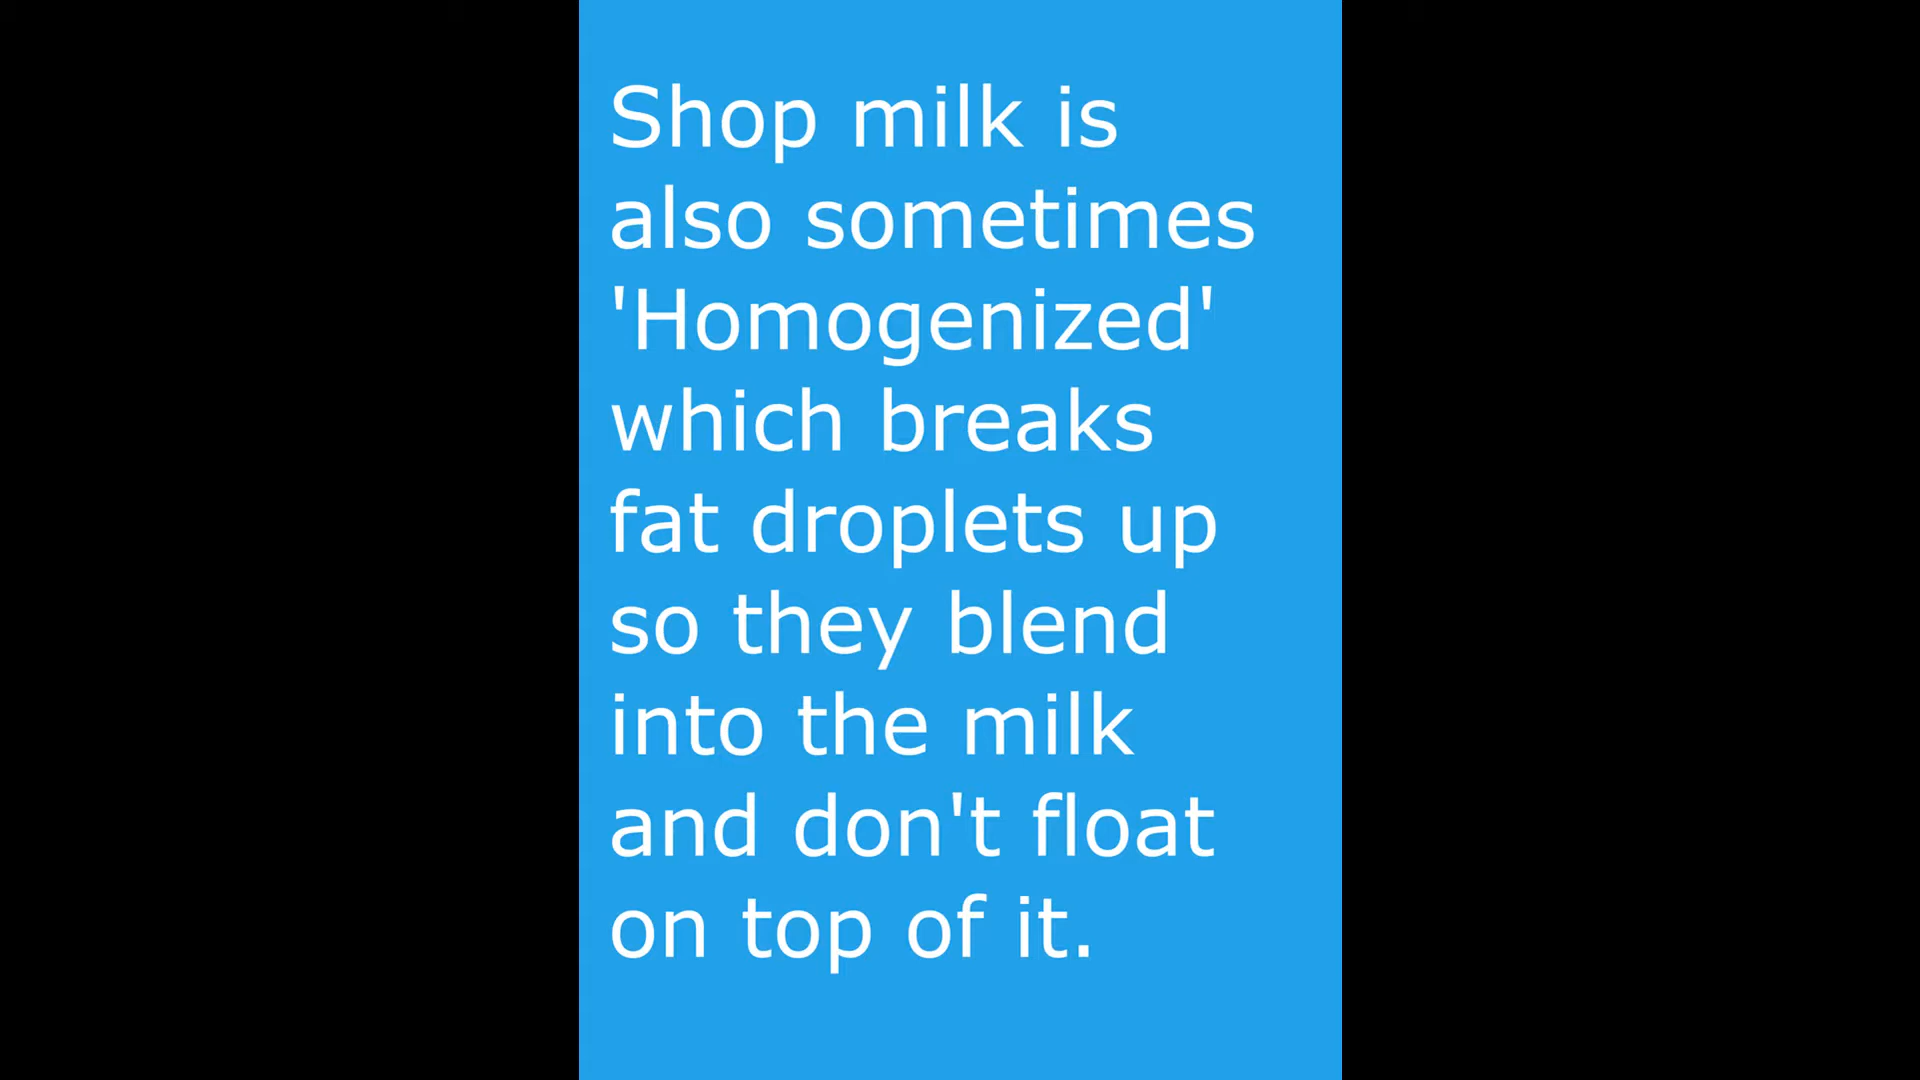 Shop milk is
also sometimes
'Homogenized'
which breaks
fat droplets up
so they blend
into the milk
and don't float
on top of it.